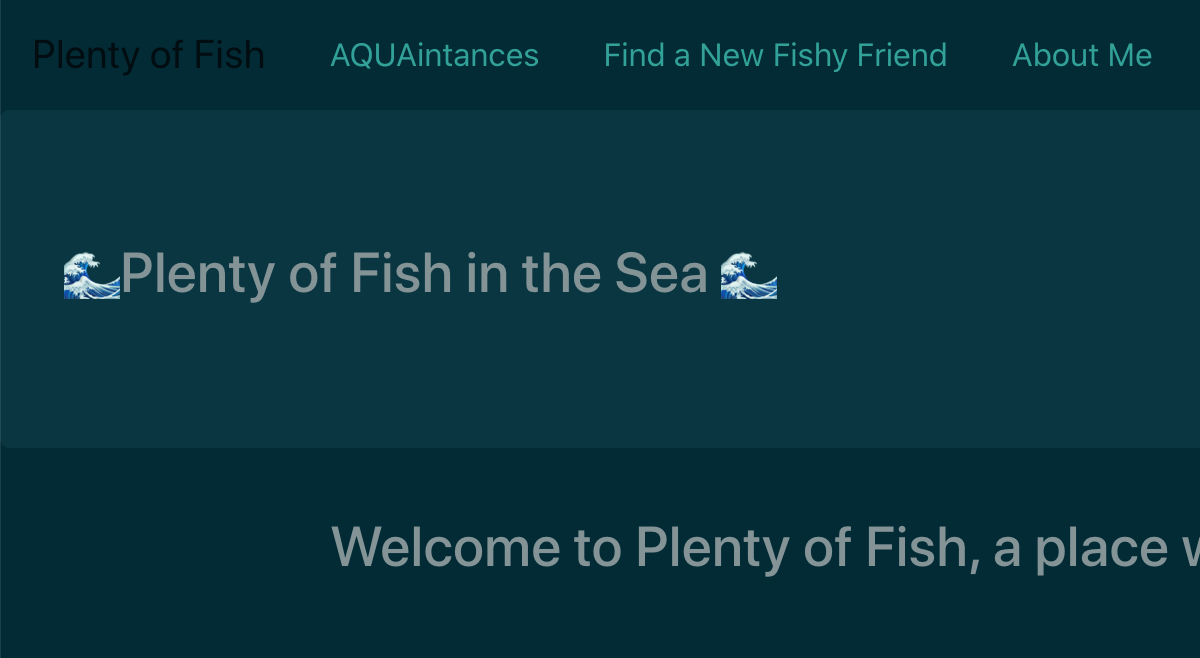 Plenty of Fish AQUAintances Find a New Fishy Friend About Me
🌊Plenty of Fish in the Sea 🌊
Welcome to Plenty of Fish, a place